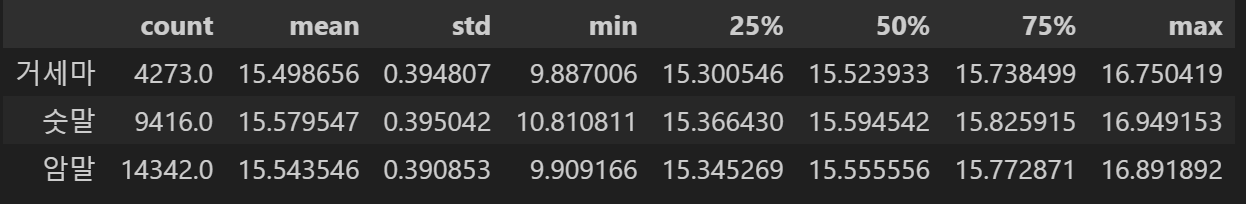 count mean std min 25% 50% 75% max
거세마 4273.0 15.498656 0.394807 9.887006 15.300546 15.523933 15.738499 16.750419
숫말 9416.0 15.579547 0.395042 10.810811 15.366430 15.594542 15.825915 16.949153
암말 14342.0 15.543546 0.390853 9.909166 15.345269 15.555556 15.772871 16.891892